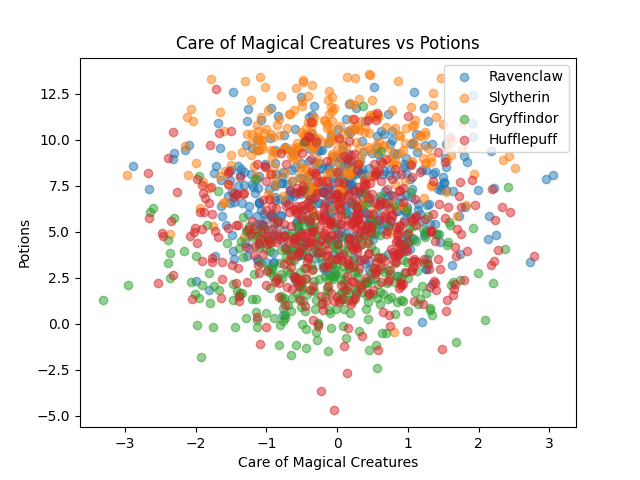 Care of Magical Creatures vs Potions
Ravenclaw
Slytherin
Gryffindor
Hufflepuff
12.5
10.0
7.5
5.0
2.5
0.0
−2.5
−5.0
Potions
−3 −2 −1 0 1 2 3
Care of Magical Creatures